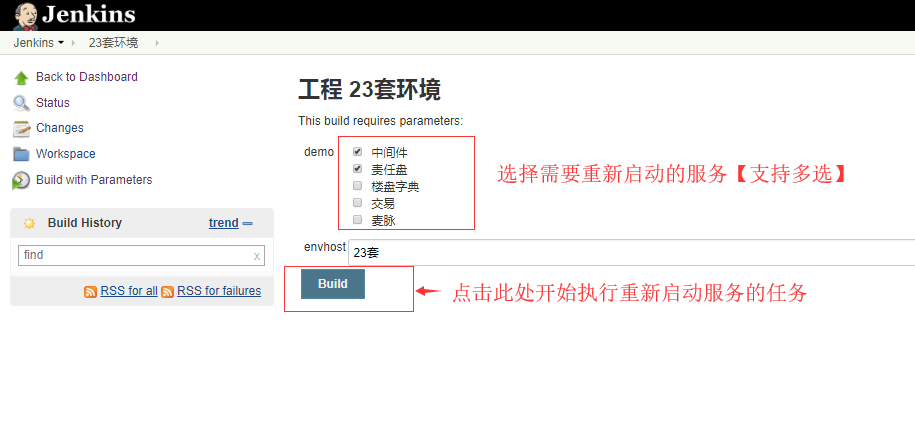 Jenkins
Jenkins 23套环境
Back to Dashboard
Status
Changes
Workspace
Build with Parameters
Build History trend
find x
RSS for all RSS for failures
工程 23套环境
This build requires parameters:
demo
中间件
责任盘
楼盘字典
交易
麦脉
选择需要重新启动的服务【支持多选】
envhost 23套
Build
点击此处开始执行重新启动服务的任务